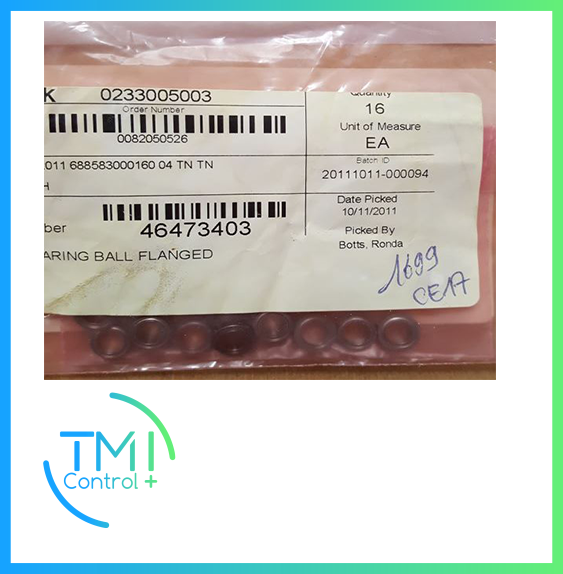 K 0233005003
Order Number
0082050526
011 688583000160 04 TN TN
H
ber 46473403
ARING BALL FLANGED
Quantity
16
Unit of Measure
EA
Batch ID
20111011-000094
Date Picked
10/11/2011
Picked By
Botts, Ronda
1699
CE17
TMI
Control +